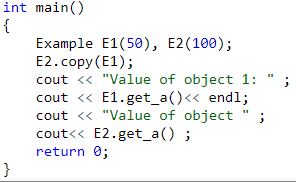 int main()
{
    Example E1(50), E2(100);
    E2.copy(E1);
    cout << "Value of object 1: " ;
    cout << E1.get_a()<< endl;
    cout << "Value of object " ;
    cout<< E2.get_a() ;
    return 0;
}